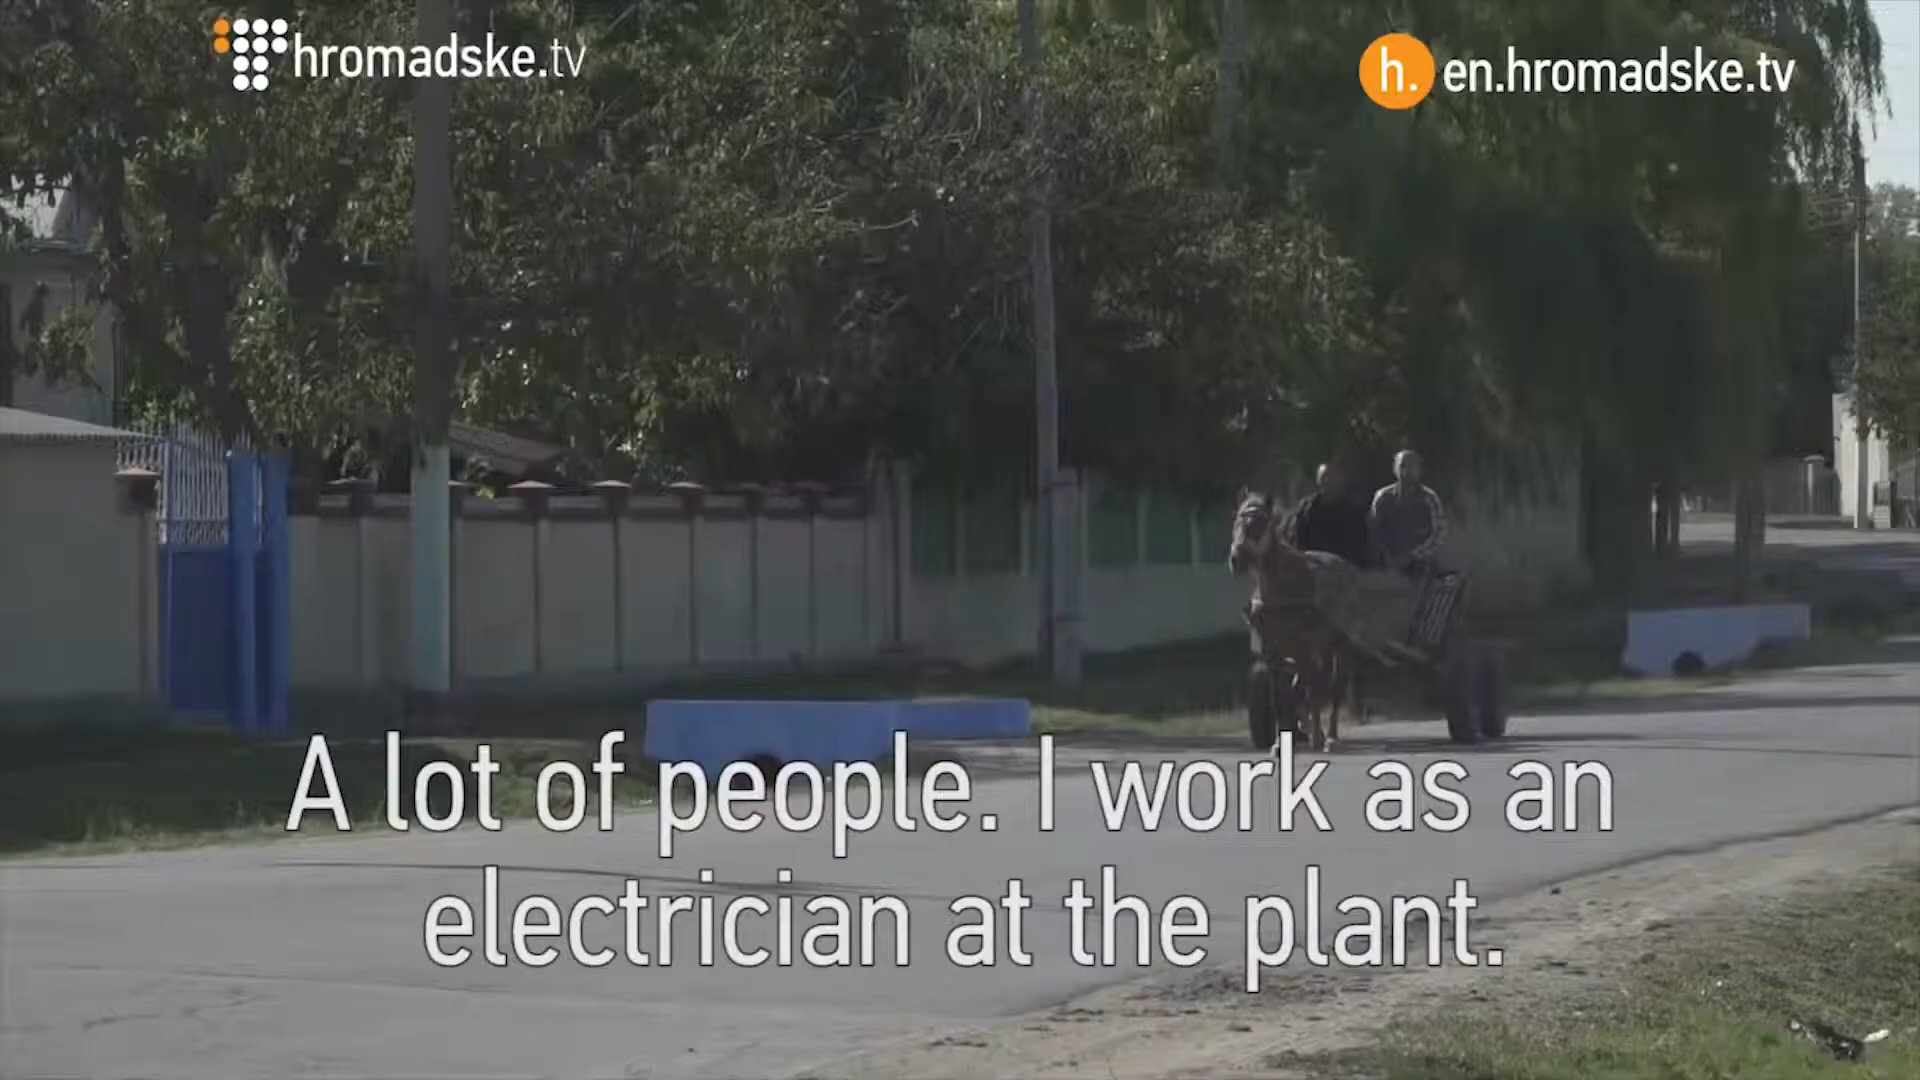 hromadske.tv
h. en.hromadske.tv
A lot of people. I work as an
electrician at the plant.